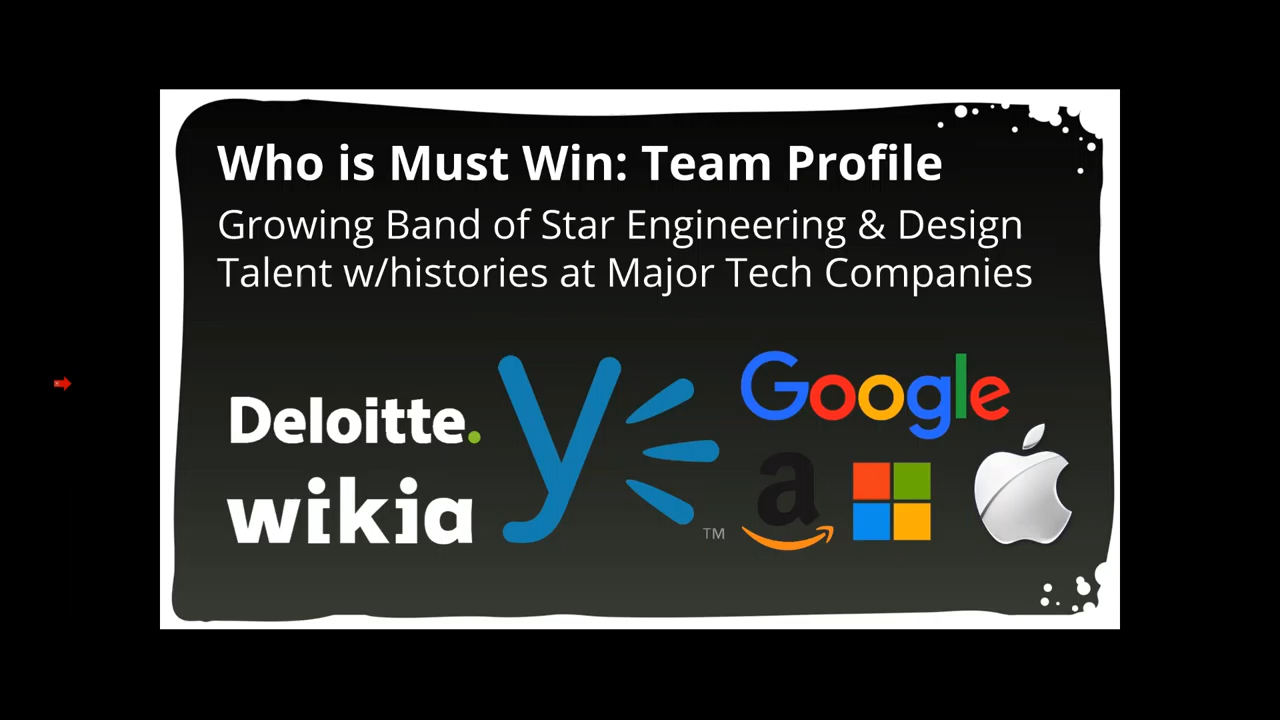 Who is Must Win: Team Profile
Growing Band of Star Engineering & Design
Talent w/histories at Major Tech Companies
Deloitte.
wikia
y
TM
Google
a